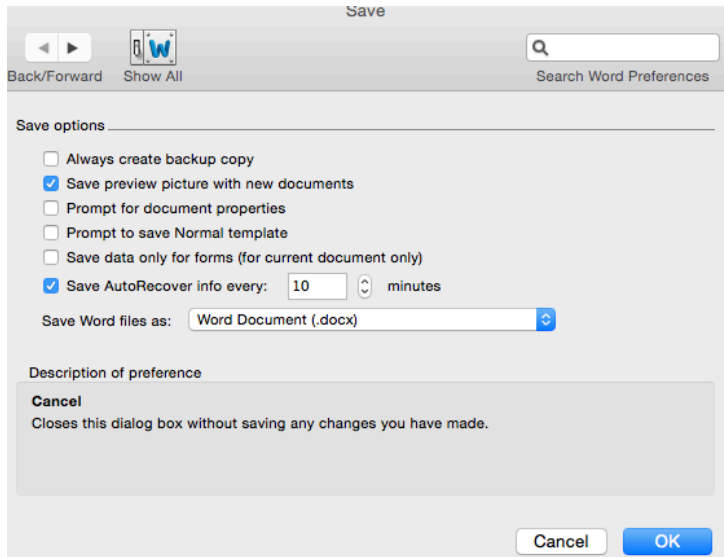 Save
Back/Forward Show All Search Word Preferences
Save options
Always create backup copy
Save preview picture with new documents
Prompt for document properties
Prompt to save Normal template
Save data only for forms (for current document only)
Save AutoRecover info every: 10 minutes
Save Word files as: Word Document (.docx)
Description of preference
Cancel
Closes this dialog box without saving any changes you have made.
Cancel OK